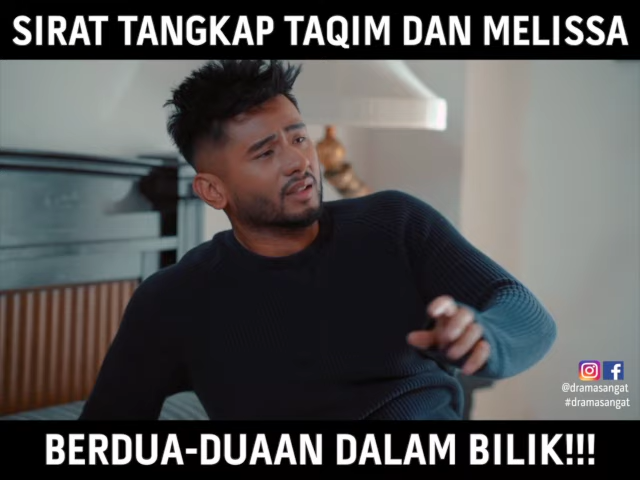 SIRAT TANGKAP TAQIM DAN MELISSA
@dramasangat
#dramasangat
BERDUA-DUAAN DALAM BILIK!!!